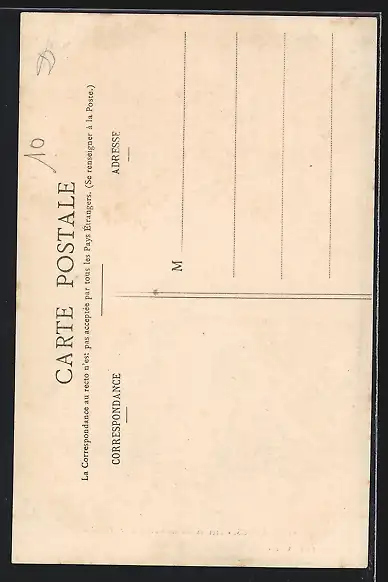 10
CARTE POSTALE
La Correspondance au recto n'est pas acceptée par tous les Pays Étrangers. (Se renseigner à la Poste.)
CORRESPONDANCE
ADRESSE
M